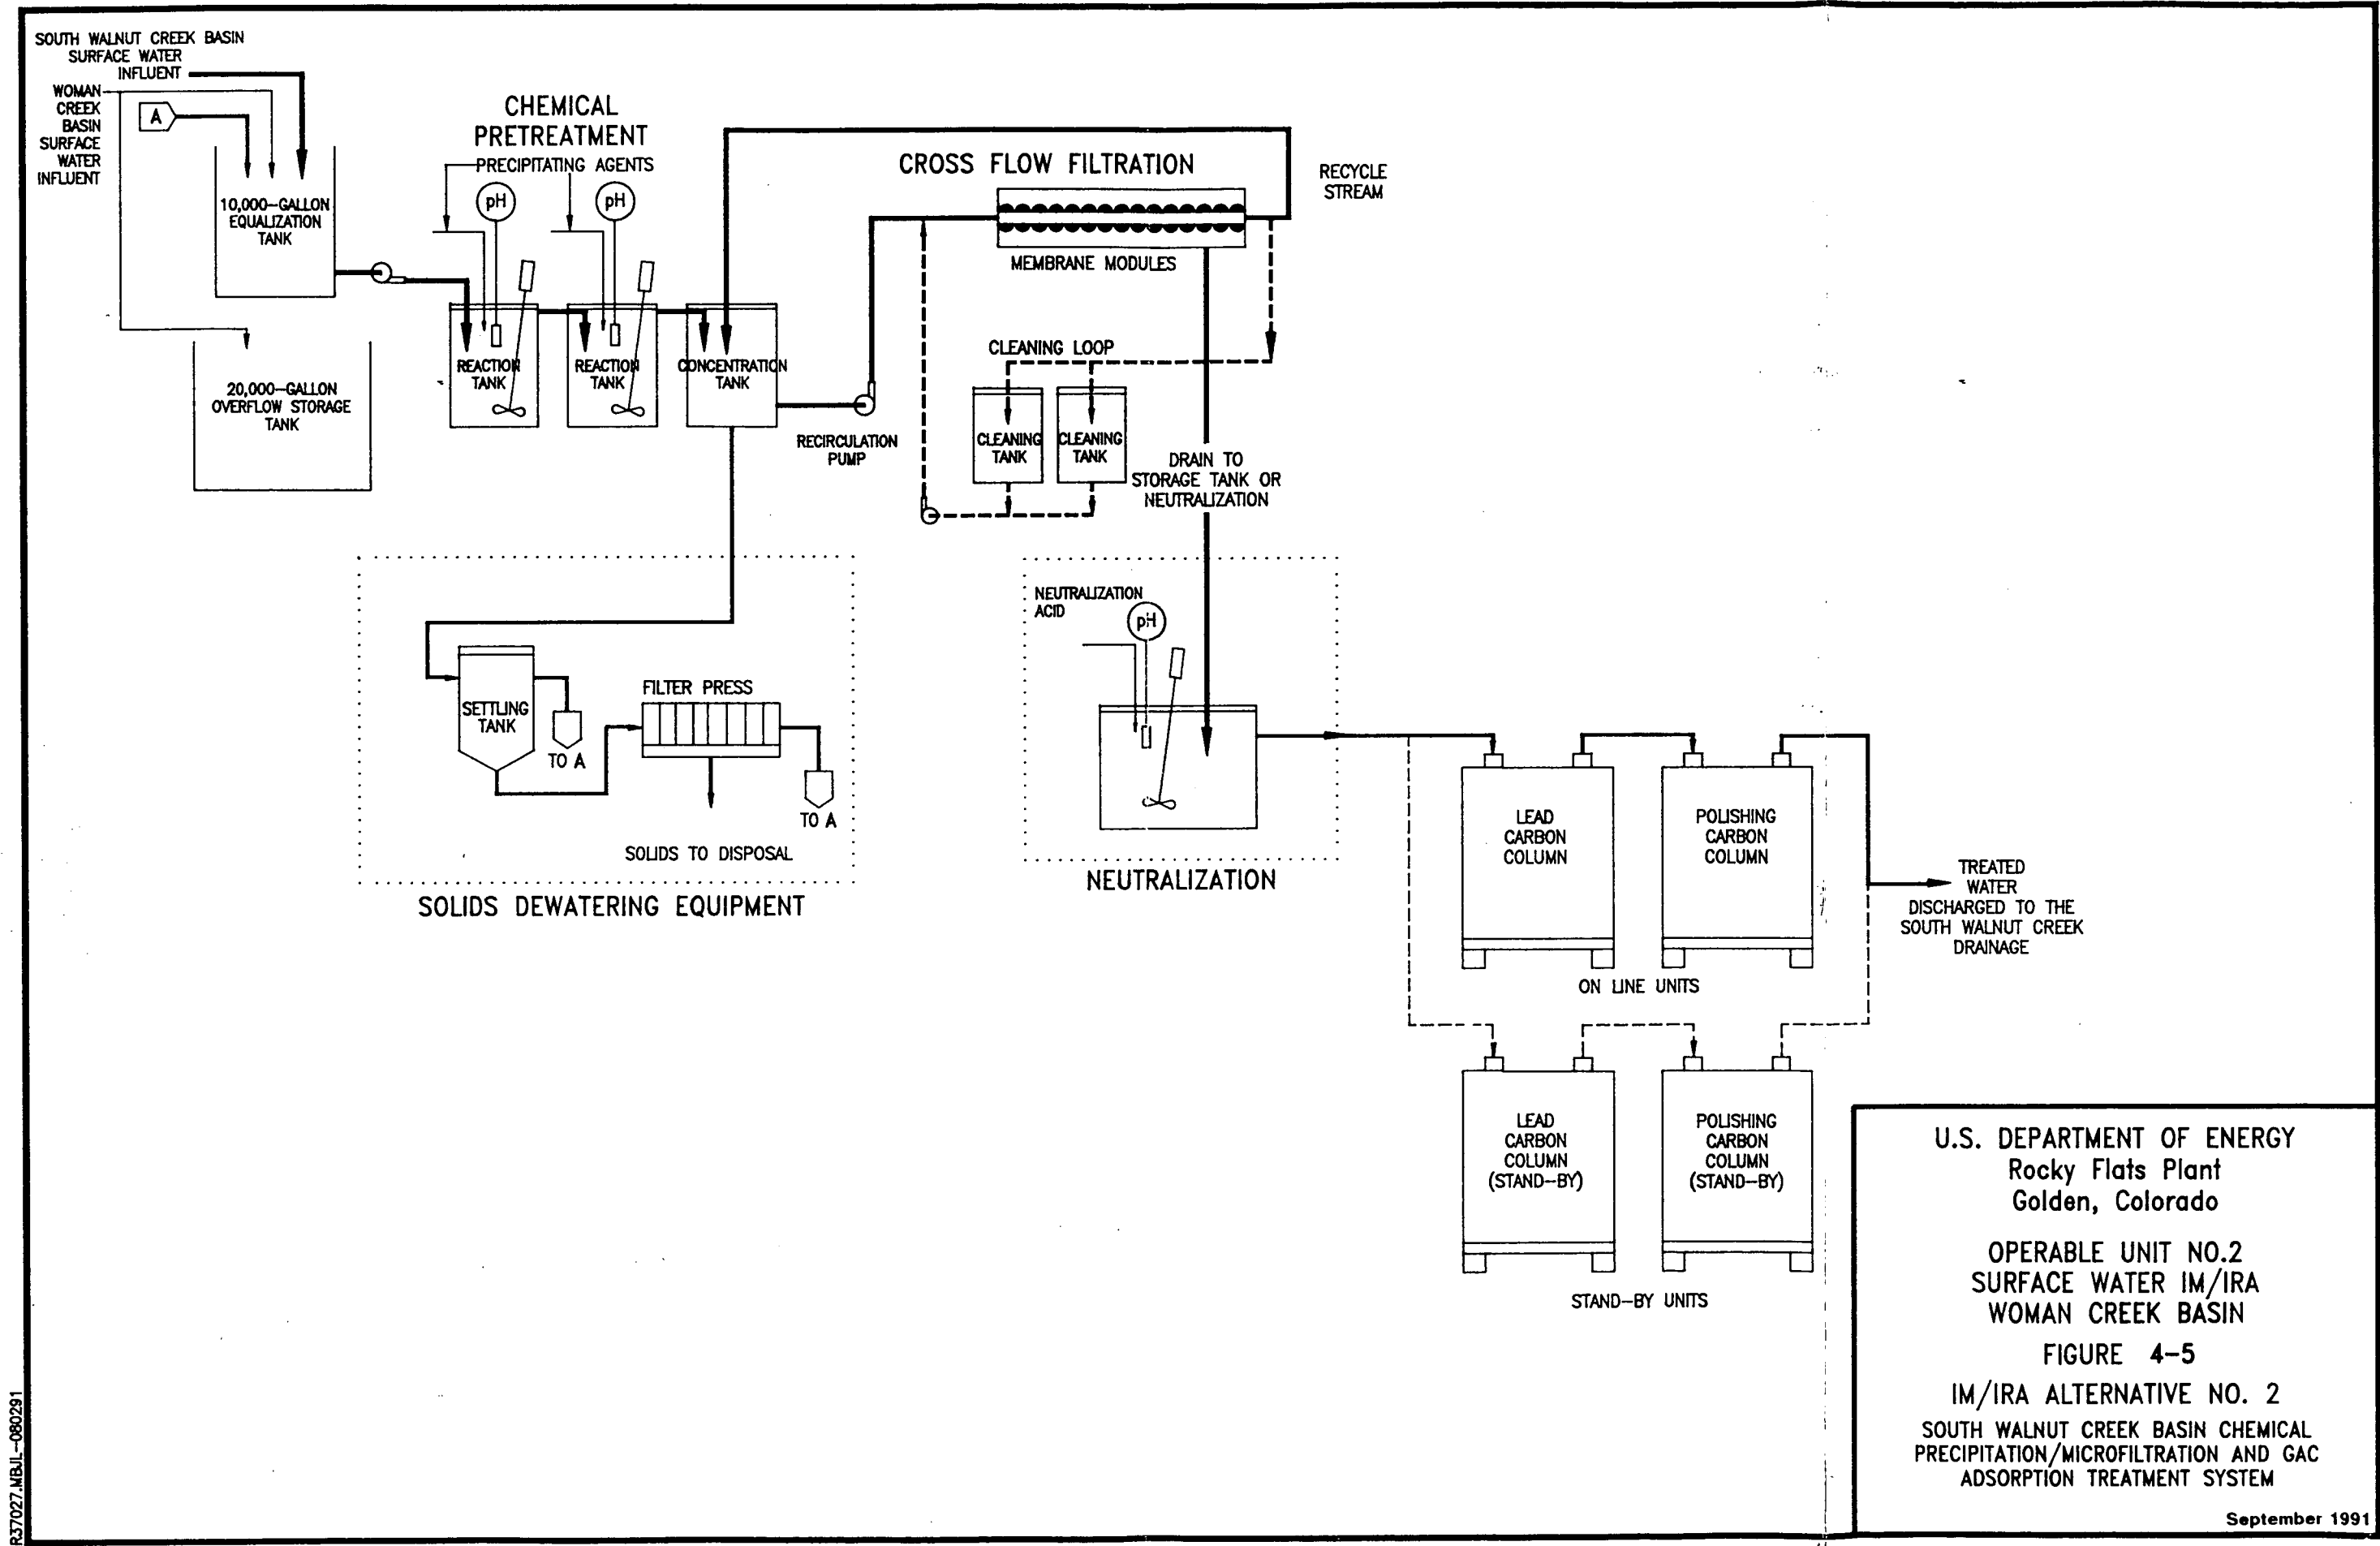 SOUTH WALNUT CREEK BASIN
SURFACE WATER
INFLUENT
WOMAN
CREEK
BASIN
SURFACE
WATER
INFLUENT
A
10,000-GALLON
EQUALIZATION
TANK
20,000-GALLON
OVERFLOW STORAGE
TANK
CHEMICAL
PRETREATMENT
PRECIPITATING AGENTS
pH
pH
REACTION
TANK
REACTION
TANK
CONCENTRATION
TANK
RECIRCULATION
PUMP
CROSS FLOW FILTRATION
MEMBRANE MODULES
RECYCLE
STREAM
CLEANING LOOP
CLEANING
TANK
CLEANING
TANK
DRAIN TO
STORAGE TANK OR
NEUTRALIZATION
SETTLING
TANK
TO A
FILTER PRESS
TO A
SOLIDS TO DISPOSAL
SOLIDS DEWATERING EQUIPMENT
NEUTRALIZATION
ACID
pH
NEUTRALIZATION
LEAD
CARBON
COLUMN
POLISHING
CARBON
COLUMN
TREATED
WATER
DISCHARGED TO THE
SOUTH WALNUT CREEK
DRAINAGE
ON LINE UNITS
LEAD
CARBON
COLUMN
(STAND-BY)
POLISHING
CARBON
COLUMN
(STAND-BY)
STAND-BY UNITS
U.S. DEPARTMENT OF ENERGY
Rocky Flats Plant
Golden, Colorado
OPERABLE UNIT NO.2
SURFACE WATER IM/IRA
WOMAN CREEK BASIN
FIGURE 4-5
IM/IRA ALTERNATIVE NO. 2
SOUTH WALNUT CREEK BASIN CHEMICAL
PRECIPITATION/MICROFILTRATION AND GAC
ADSORPTION TREATMENT SYSTEM
September 1991
R37027.MBJL-080291